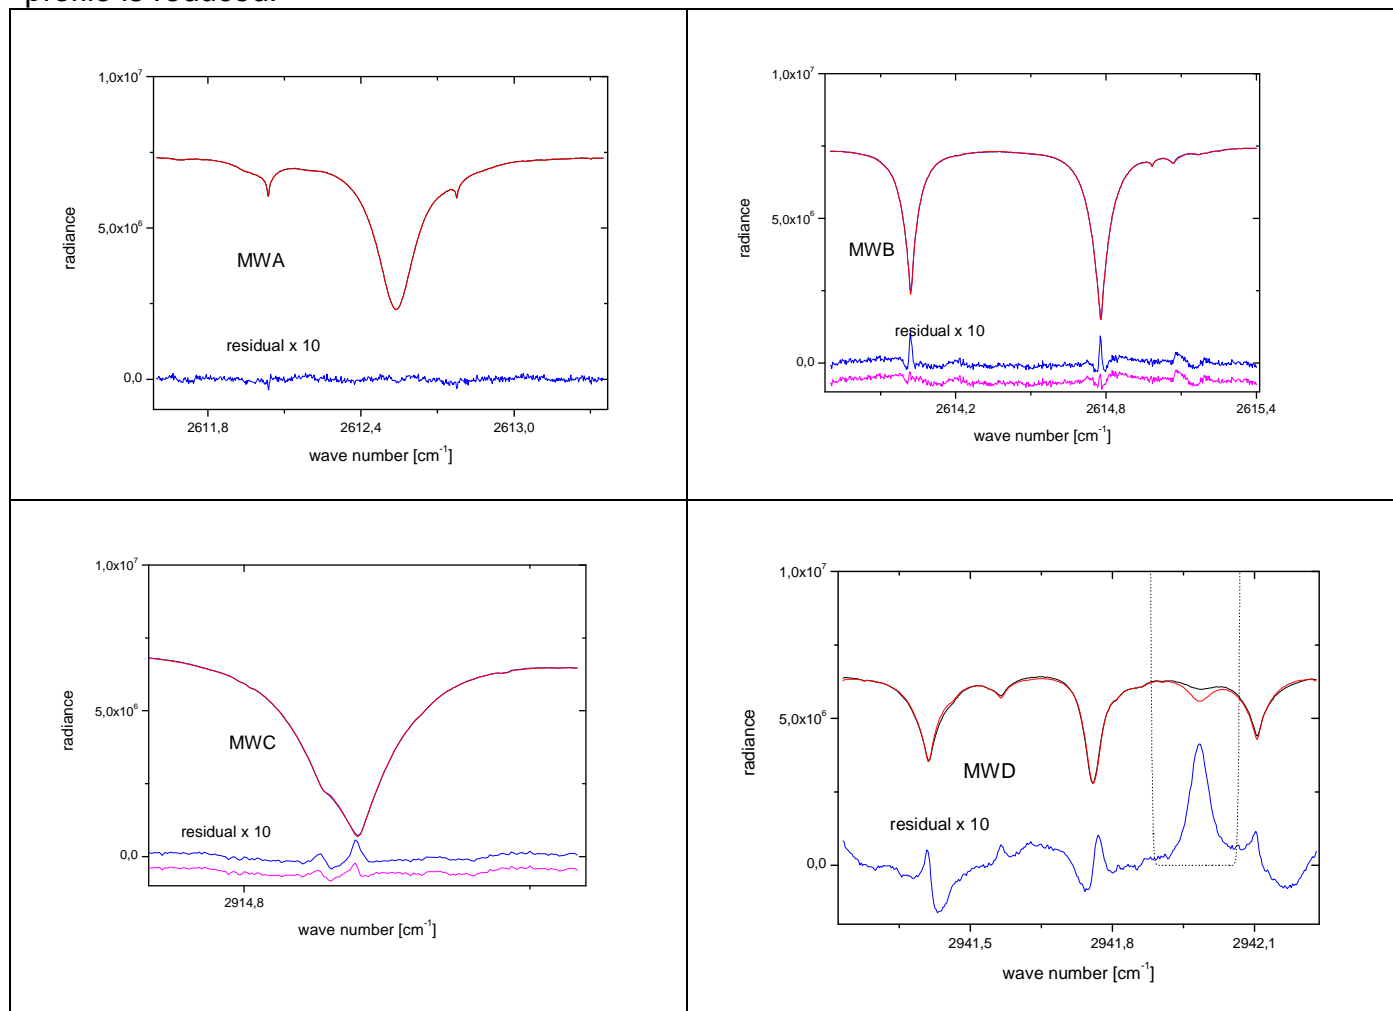 profile is reduced.
1,0x10^7
5,0x10^6
0,0
radiance
MWA
residual x 10
2611,8 2612,4 2613,0
wave number [cm^-1]
1,0x10^7
5,0x10^6
0,0
radiance
MWB
residual x 10
2614,2 2614,8 2615,4
wave number [cm^-1]
1,0x10^7
5,0x10^6
0,0
radiance
MWC
residual x 10
2914,8
wave number [cm^-1]
1,0x10^7
5,0x10^6
0,0
radiance
MWD
residual x 10
2941,5 2941,8 2942,1
wave number [cm^-1]